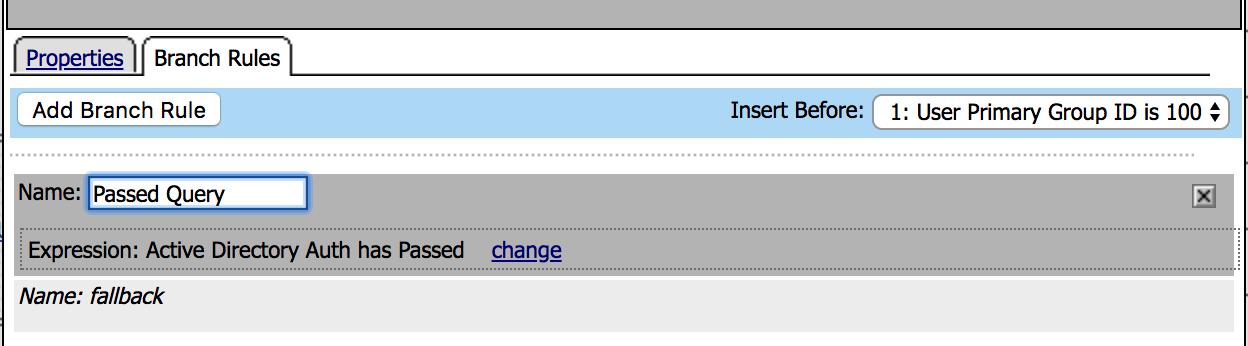 Properties Branch Rules
Add Branch Rule Insert Before: 1: User Primary Group ID is 100
Name: Passed Query
Expression: Active Directory Auth has Passed change
Name: fallback